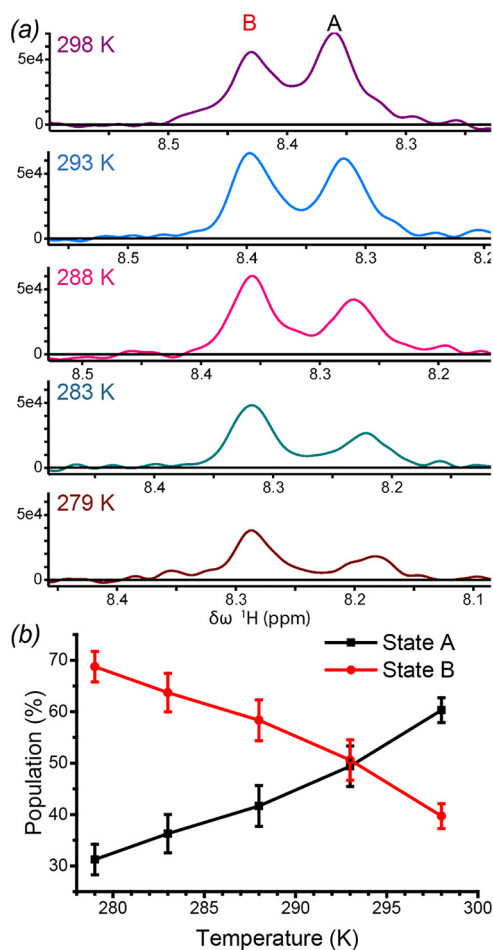 (a)
B A
298 K
5e4
0
8.5 8.4 8.3
293 K
5e4
0
8.5 8.4 8.3 8.2
288 K
5e4
0
8.5 8.4 8.3 8.2
283 K
5e4
0
8.4 8.3 8.2
279 K
5e4
0
8.4 8.3 8.2 8.1
δω ¹H (ppm)
(b)
State A
State B
70
60
50
40
30
Population (%)
280 285 290 295 300
Temperature (K)